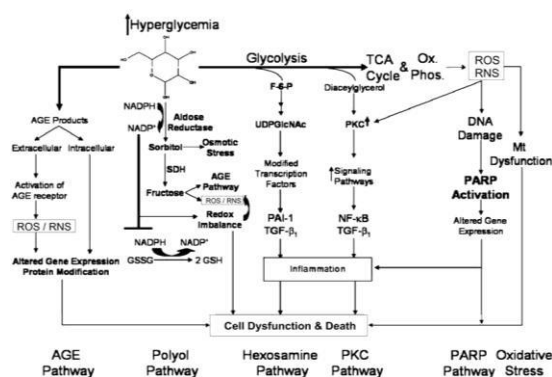 Hyperglycemia
Glycolysis
TCA Cycle
&
Ox. Phos.
ROS
RNS
F-6-P
Diaceylglycerol
NADPH
NADP+
Aldose
Reductase
AGE Products
Extracellular
Intracellular
Sorbitol
Osmotic
Stress
UDPGlcNAc
PKC
DNA
Damage
Mt
Dysfunction
SDH
Activation of
AGE receptor
Fructose
AGE
Pathway
ROS / RNS
Modified
Transcription
Factors
Signaling
Pathways
PARP
Activation
ROS / RNS
Redox
Imbalance
PAI-1
TGF-β1
NF-κB
TGF-β1
Altered Gene
Expression
Altered Gene Expression
Protein Modification
NADPH
NADP+
GSSG
2 GSH
Inflammation
Cell Dysfunction & Death
AGE
Pathway
Polyol
Pathway
Hexosamine
Pathway
PKC
Pathway
PARP
Pathway
Oxidative
Stress